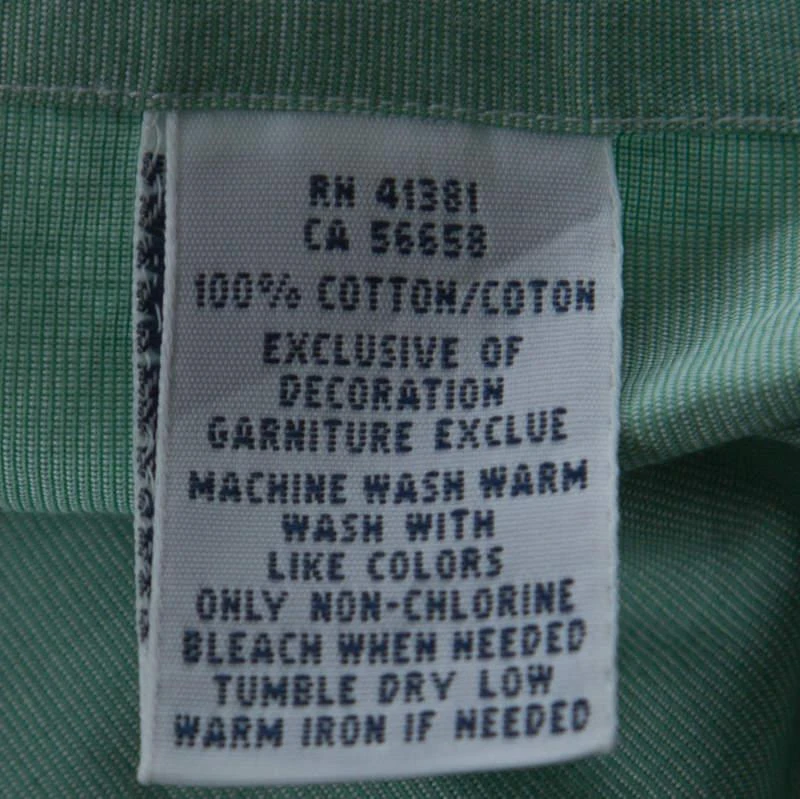 RN 41381
CA 56658
100% COTTON/COTON
EXCLUSIVE OF
DECORATION
GARNITURE EXCLUE
MACHINE WASH WARM
WASH WITH
LIKE COLORS
ONLY NON-CHLORINE
BLEACH WHEN NEEDED
TUMBLE DRY LOW
WARM IRON IF NEEDED